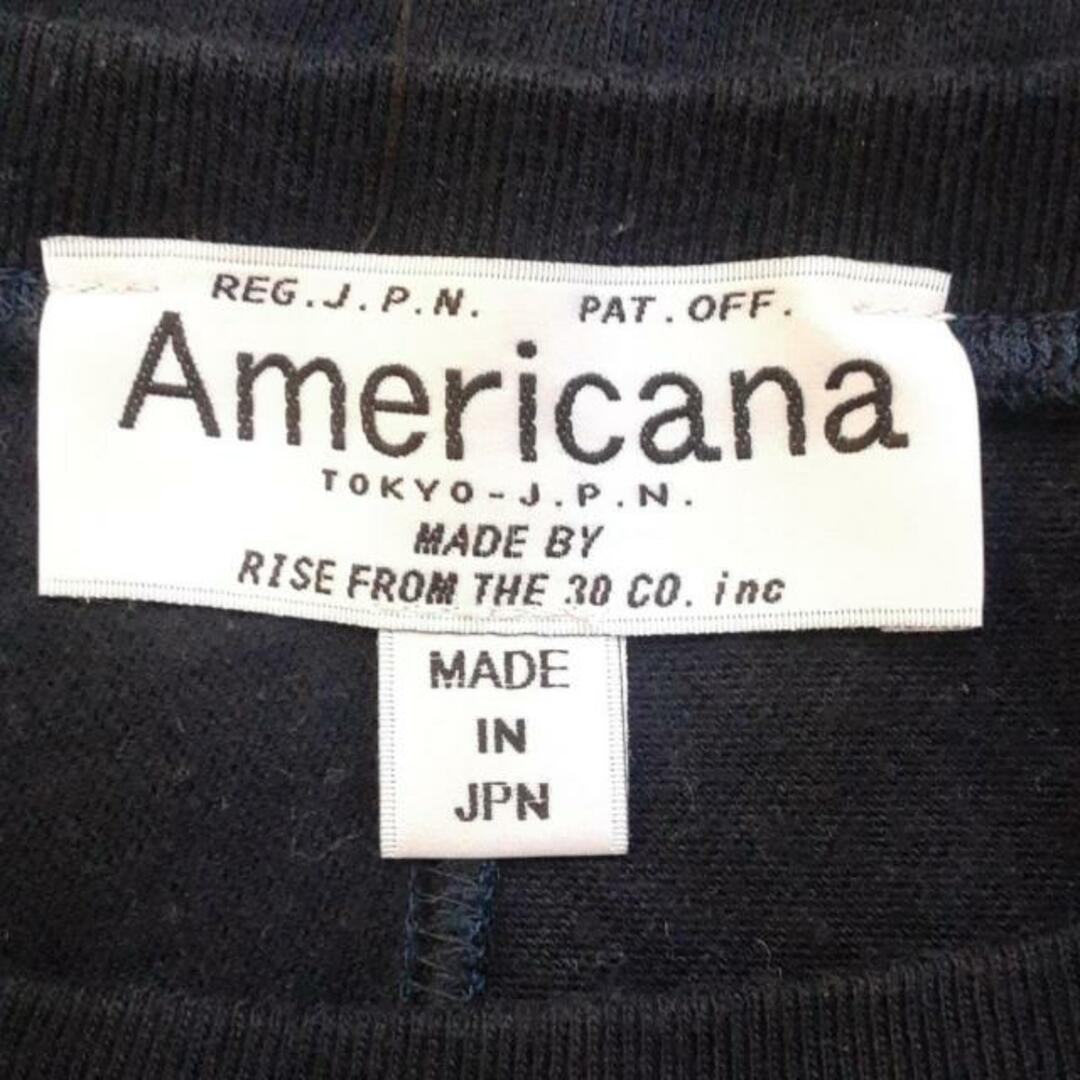 REG.J.P.N. PAT.OFF.
Americana
TOKYO-J.P.N.
MADE BY
RISE FROM THE 30 CO. inc
MADE
IN
JPN